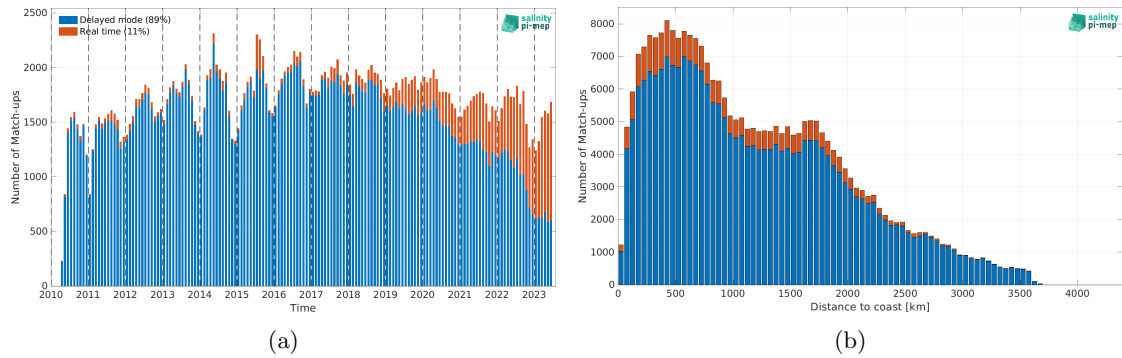 Delayed mode (89%)
Real time (11%)
salinity
pi-mep
Number of Match-ups
2500
2000
1500
1000
500
0
2010 2011 2012 2013 2014 2015 2016 2017 2018 2019 2020 2021 2022 2023
Time
(a)
salinity
pi-mep
Number of Match-ups
8000
7000
6000
5000
4000
3000
2000
1000
0
0 500 1000 1500 2000 2500 3000 3500 4000
Distance to coast [km]
(b)